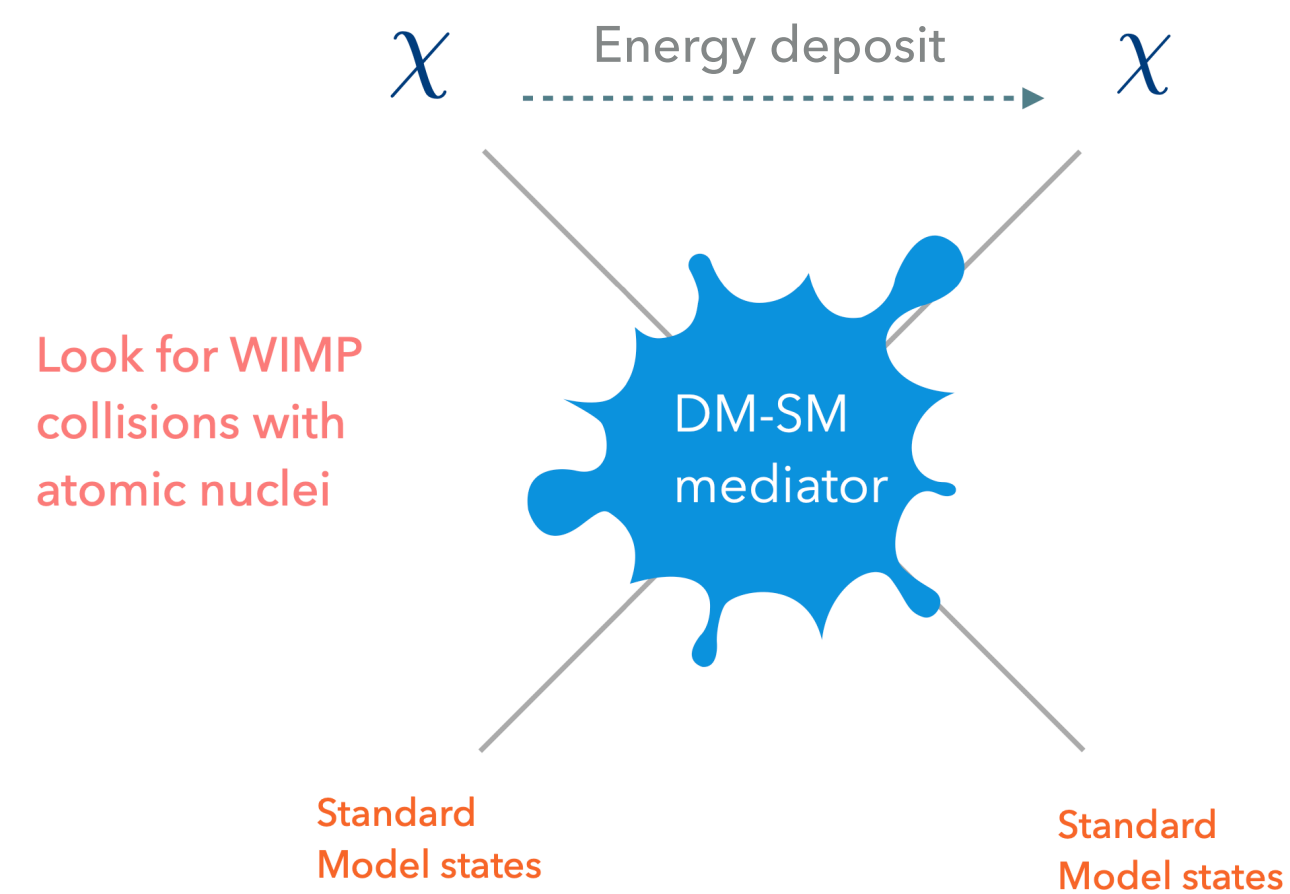 χ
Energy deposit
χ
Look for WIMP
collisions with
atomic nuclei
DM-SM
mediator
Standard
Model states
Standard
Model states